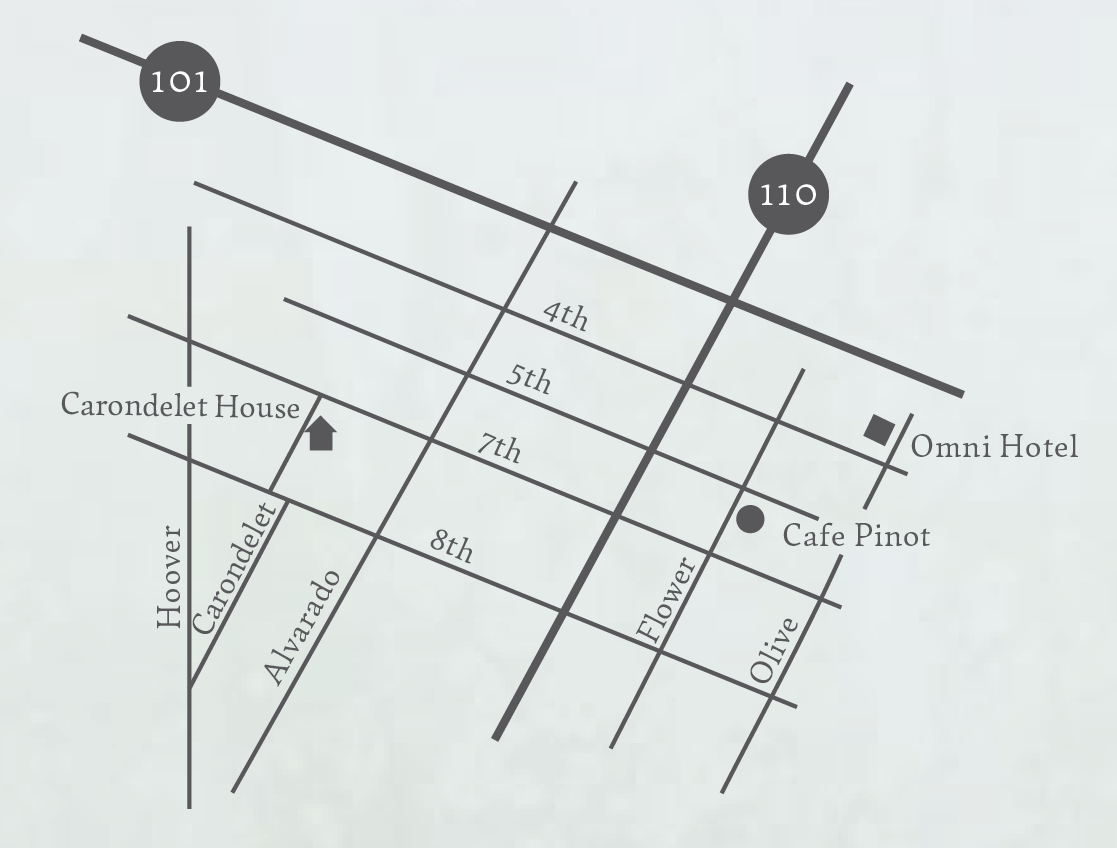 101
110
4th
5th
Carondelet House
7th
Omni Hotel
Cafe Pinot
8th
Hoover
Carondelet
Alvarado
Flower
Olive